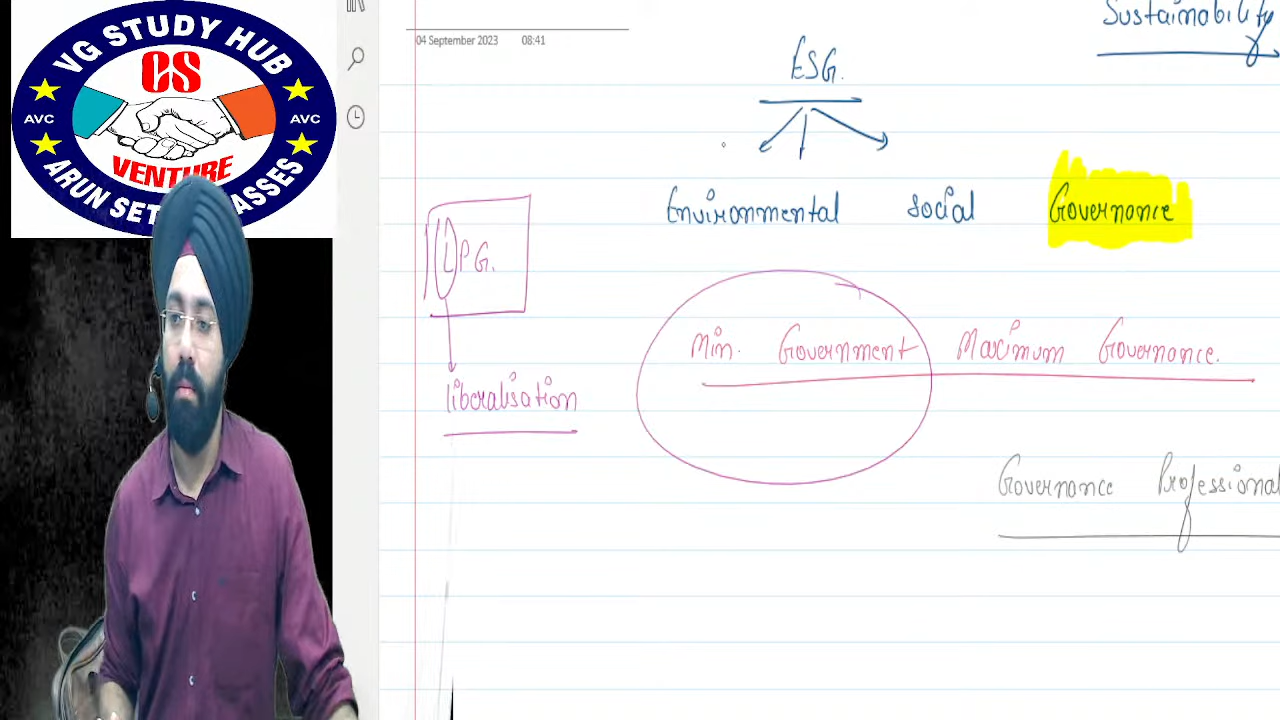 VG STUDY HUB
CS
AVC
AVC
VENTURE
ARUN SET ASSES
04 September 2023 08:41
Sustainability
ESG.
Environmental Social Governance
LPG.
Min. Government Maximum Governance.
liberalisation
Governance Professional